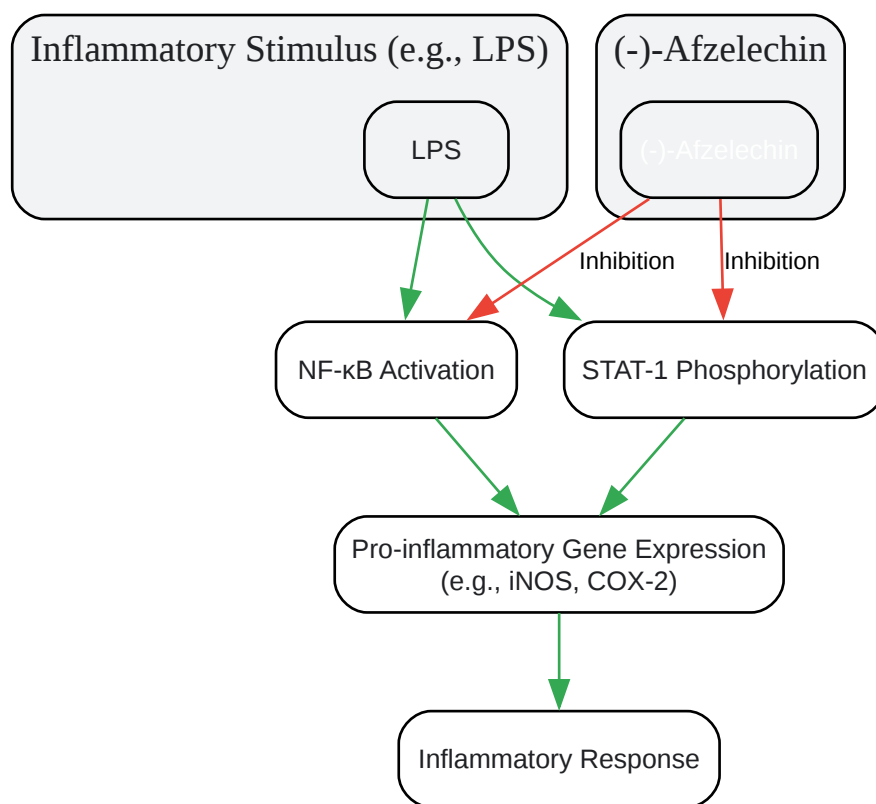 Inflammatory Stimulus (e.g., LPS)
(-)-Afzelechin
LPS
(-)-Afzelechin
Inhibition
Inhibition
NF-κB Activation
STAT-1 Phosphorylation
Pro-inflammatory Gene Expression
(e.g., iNOS, COX-2)
Inflammatory Response